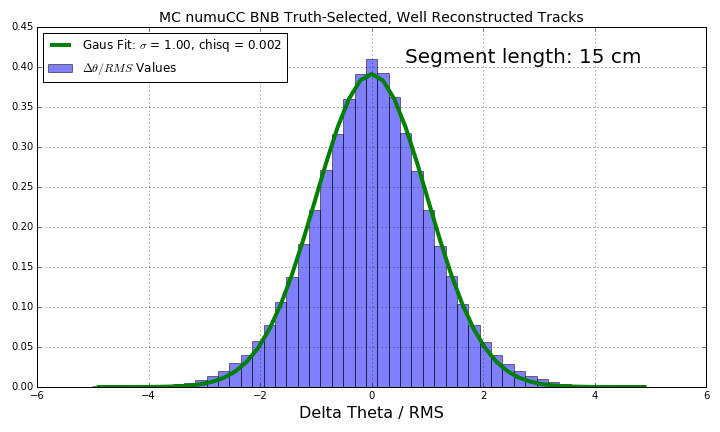 MC numuCC BNB Truth-Selected, Well Reconstructed Tracks
Gaus Fit: σ = 1.00, chisq = 0.002
Δθ/RMS Values
Segment length: 15 cm
0.45
0.40
0.35
0.30
0.25
0.20
0.15
0.10
0.05
0.00
−6 −4 −2 0 2 4 6
Delta Theta / RMS